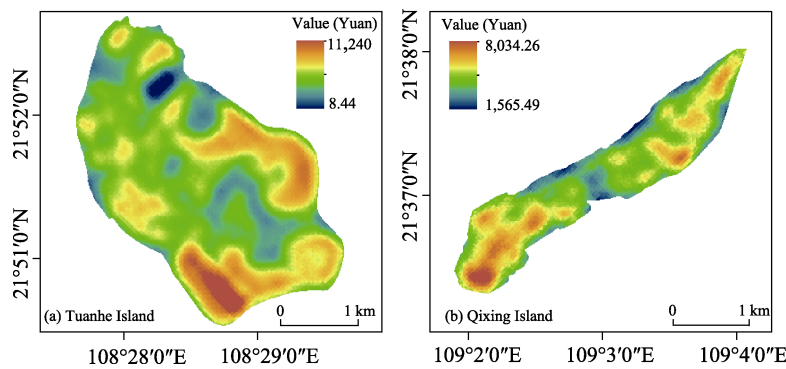 Value (Yuan)
11,240
8.44
21°52′0″N
21°51′0″N
(a) Tuanhe Island
0 1 km
108°28′0″E 108°29′0″E
Value (Yuan)
8,034.26
1,565.49
21°38′0″N
21°37′0″N
(b) Qixing Island
0 1 km
109°2′0″E 109°3′0″E 109°4′0″E